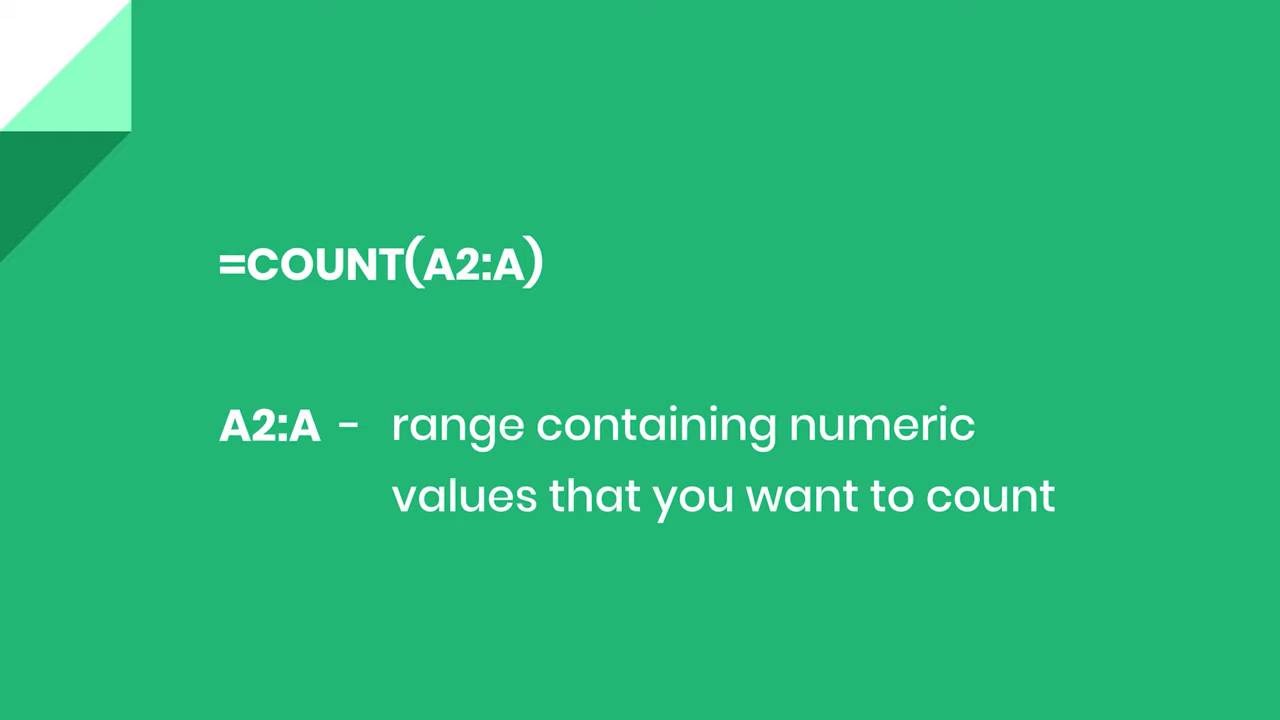 =COUNT(A2:A)
A2:A - range containing numeric
values that you want to count